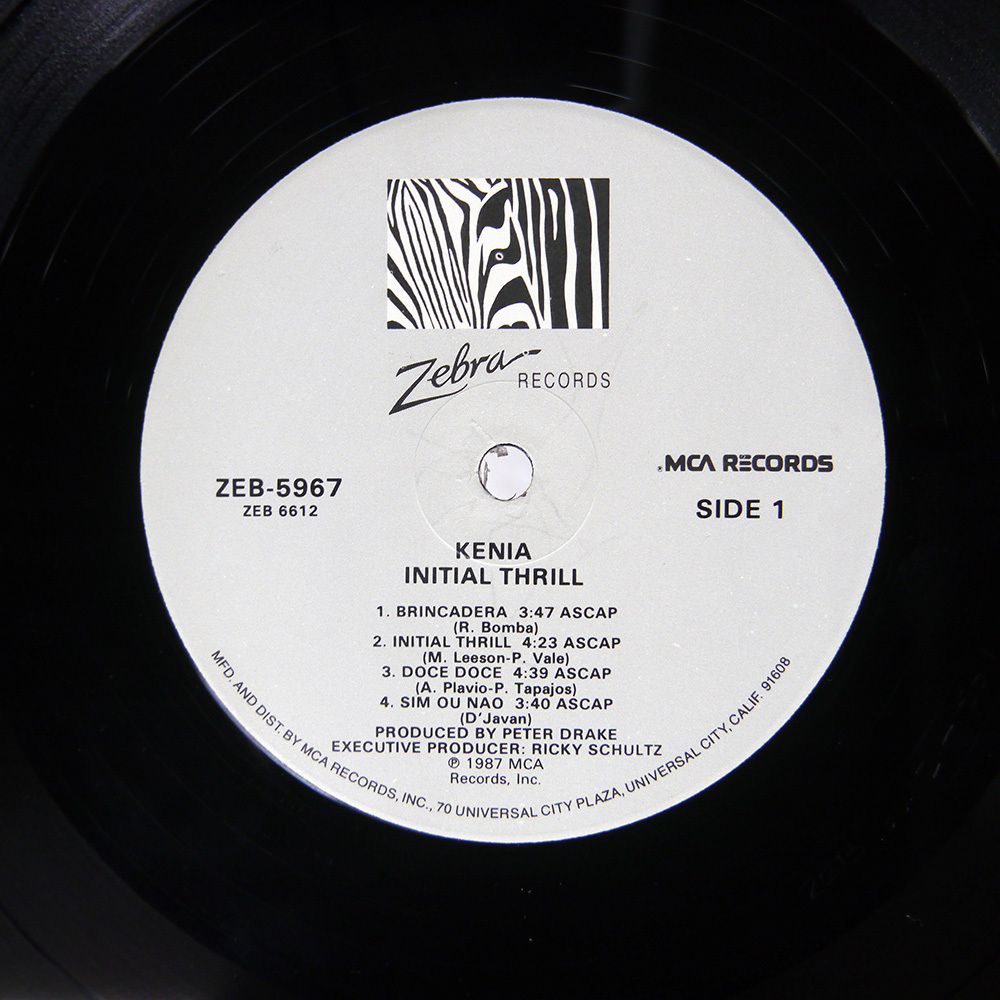 Zebra RECORDS
MCA RECORDS
ZEB-5967
ZEB 6612
SIDE 1
KENIA
INITIAL THRILL
1. BRINCADERA 3:47 ASCAP
(R. Bomba)
2. INITIAL THRILL 4:23 ASCAP
(M. Leeson-P. Vale)
3. DOCE DOCE 4:39 ASCAP
(A. Plavio-P. Tapajos)
4. SIM OU NAO 3:40 ASCAP
(D'Javan)
PRODUCED BY PETER DRAKE
EXECUTIVE PRODUCER: RICKY SCHULTZ
℗ 1987 MCA
Records, Inc.
MFD. AND DIST. BY MCA RECORDS, INC., 70 UNIVERSAL CITY PLAZA, UNIVERSAL CITY, CALIF. 91608